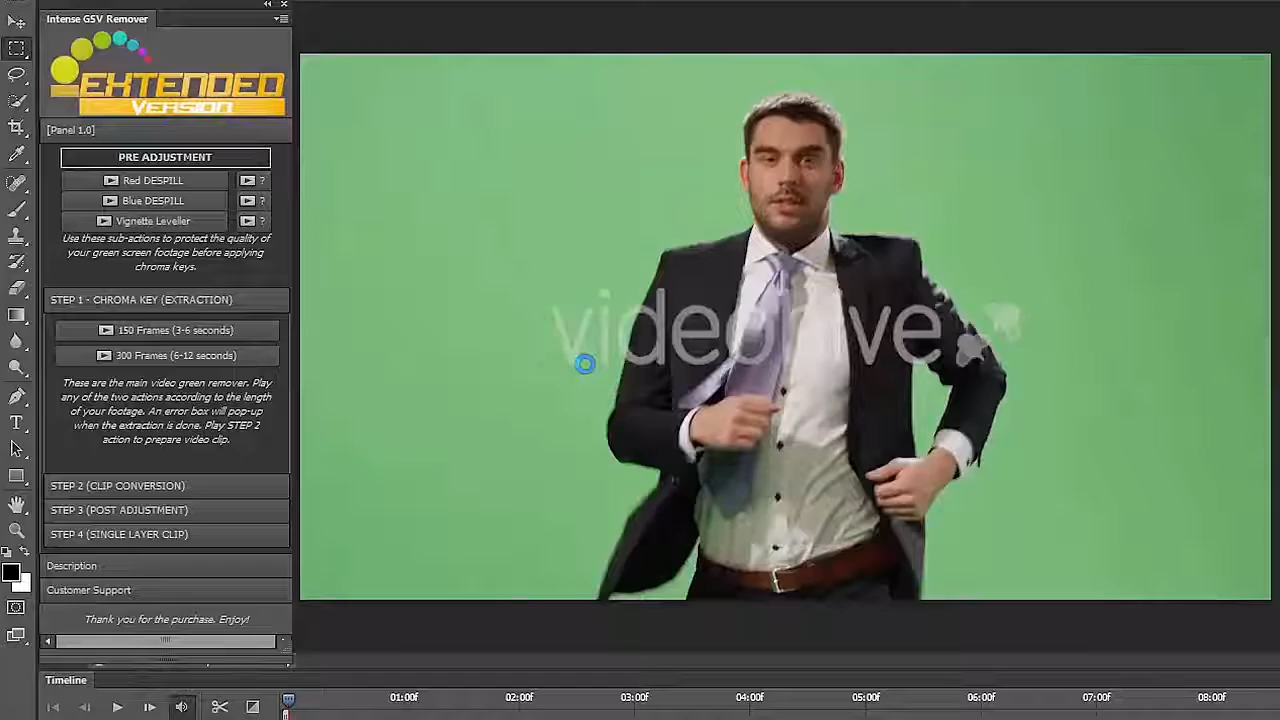 Intense GSV Remover
EXTENDED
VERSION
[Panel 1.0]
PRE ADJUSTMENT
Red DESPILL
?
Blue DESPILL
?
Vignette Leveller
?
Use these sub-actions to protect the quality
of your green screen footage before applying
chroma keys.
STEP 1 - CHROMA KEY (EXTRACTION)
150 Frames (3-6 seconds)
300 Frames (6-12 seconds)
These are the main video green remover. Play
any of the two actions according to the length
of your footage. An error box will pop-up
when the extraction is done. Play STEP 2
action to prepare video clip.
STEP 2 (CLIP CONVERSION)
STEP 3 (POST ADJUSTMENT)
STEP 4 (SINGLE LAYER CLIP)
Description
Customer Support
Thank you for the purchase. Enjoy!
videohive
Timeline
01:00f
02:00f
03:00f
04:00f
05:00f
06:00f
07:00f
08:00f